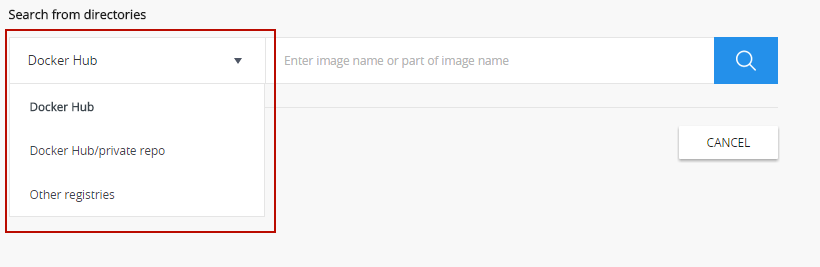 Search from directories
Docker Hub
Enter image name or part of image name
Docker Hub
Docker Hub/private repo
CANCEL
Other registries